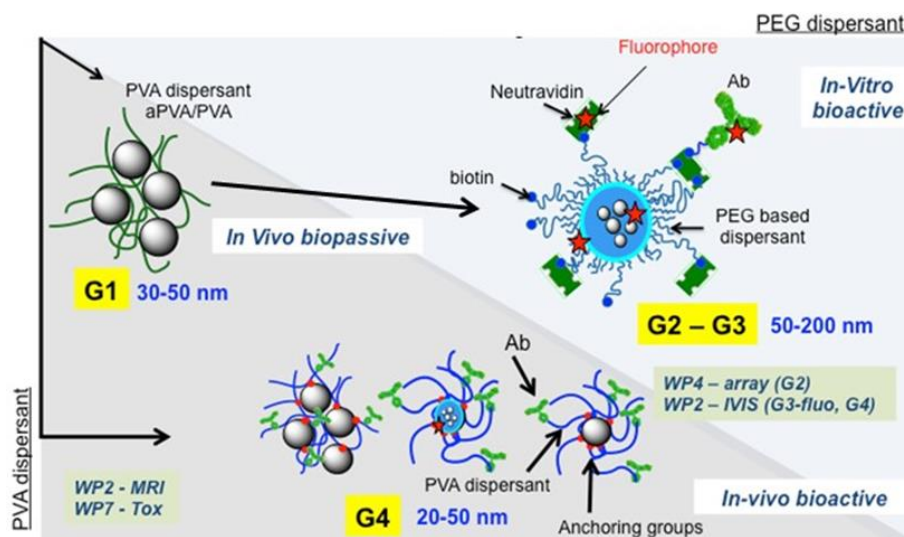 PEG dispersant
Fluorophore
Neutravidin
Ab
In-Vitro
bioactive
PVA dispersant
aPVA/PVA
biotin
PEG based
dispersant
In Vivo biopassive
G1 30-50 nm
G2 – G3 50-200 nm
Ab
WP4 – array (G2)
WP2 – IVIS (G3-fluo, G4)
PVA dispersant
WP2 - MRI
WP7 - Tox
PVA dispersant
In-vivo bioactive
G4 20-50 nm
Anchoring groups